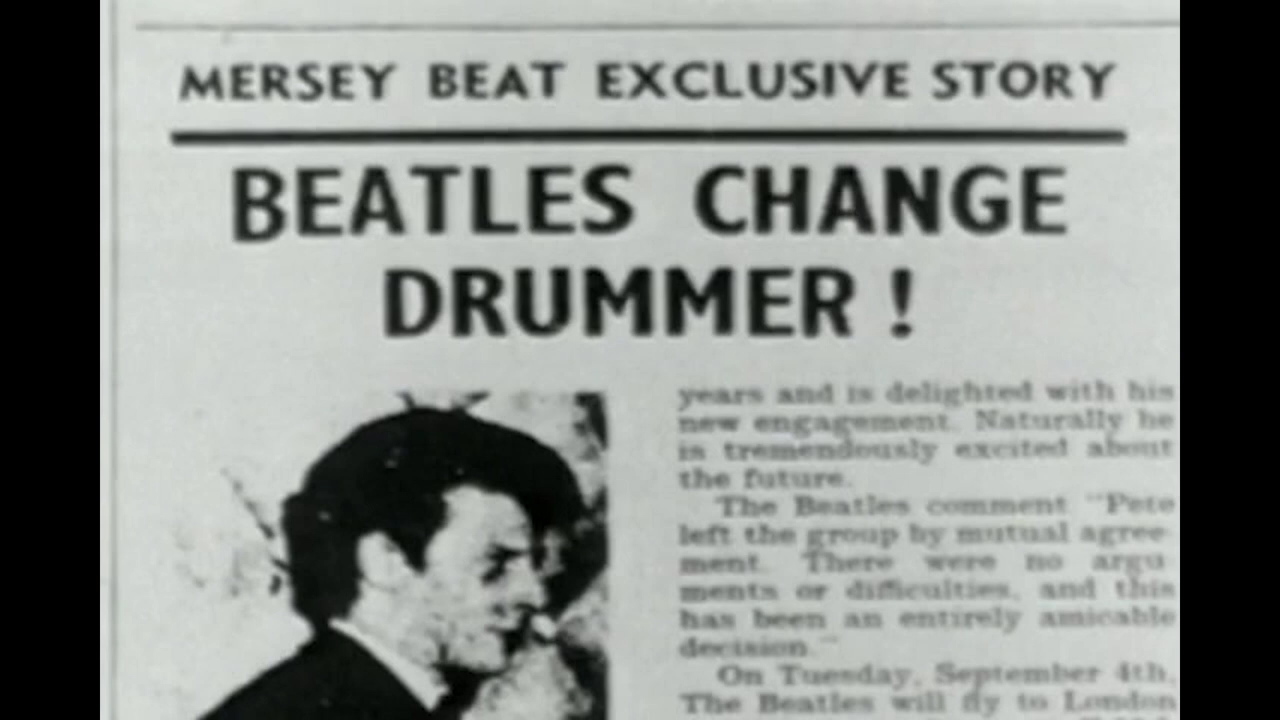 MERSEY BEAT EXCLUSIVE STORY
BEATLES CHANGE
DRUMMER !
years and is delighted with his
new engagement. Naturally he
is tremendously excited about
the future.
The Beatles comment "Pete
left the group by mutual agree-
ment. There were no argu-
ments or difficulties, and this
has been an entirely amicable
decision."
On Tuesday, September 4th,
The Beatles will fly to London